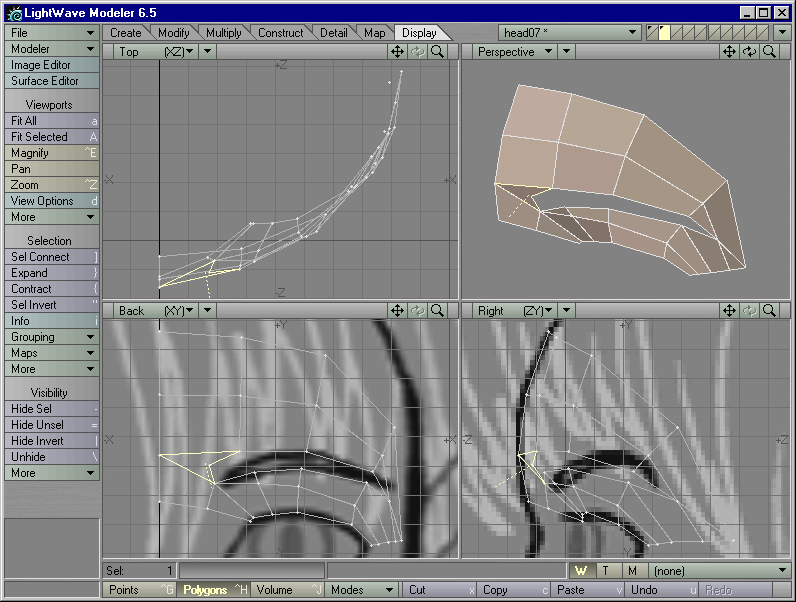 LightWave Modeler 6.5
File
Modeler
Image Editor
Surface Editor
Viewports
Fit All a
Fit Selected A
Magnify ^E
Pan
Zoom ^Z
View Options d
More
Selection
Sel Connect ]
Expand }
Contract {
Sel Invert "
Info i
Grouping
Maps
More
Visibility
Hide Sel -
Hide Unsel =
Hide Invert |
Unhide \
More
Create Modify Multiply Construct Detail Map Display head07 *
Top (XZ)
+Z
-X +X
-Z
Perspective
Back (XY)
+Y
-X +X
-Y
Right (ZY)
+Y
-Z +Z
-Y
Sel: 1
W T M (none)
Points ^G Polygons ^H Volume ^J Modes Cut x Copy c Paste v Undo u Redo